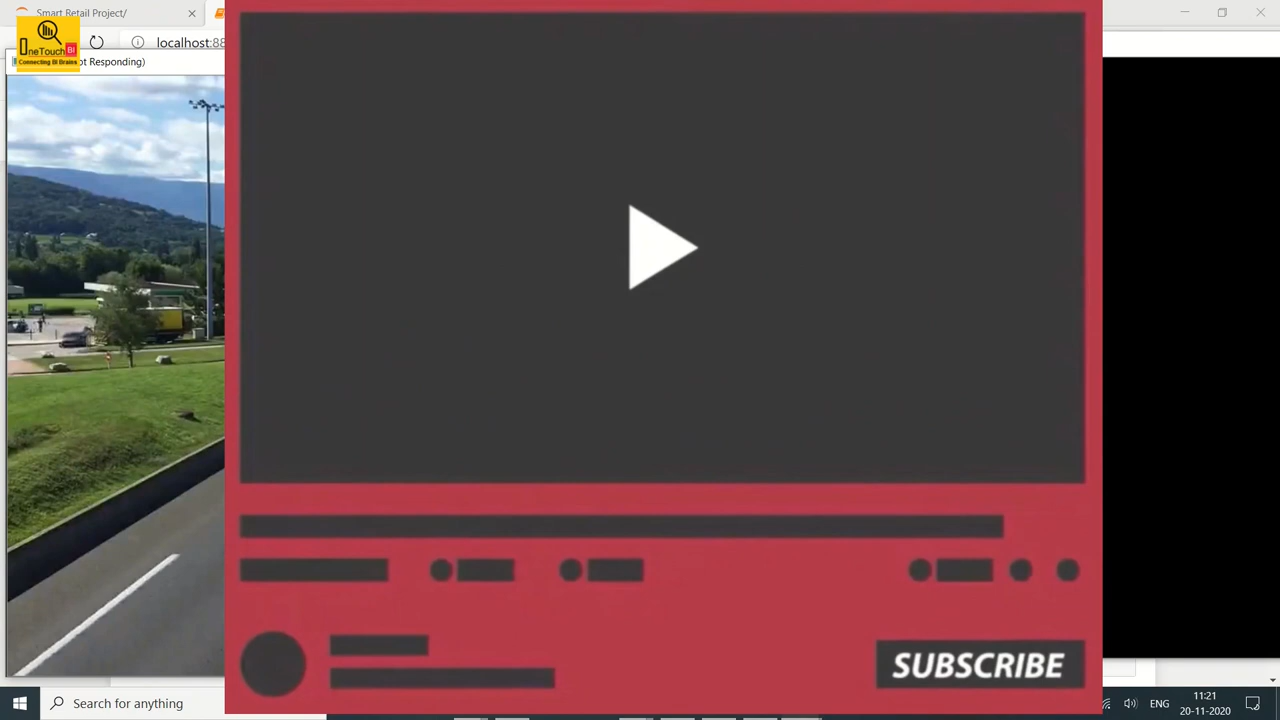 Smart Retail Project/
localhost:88
OneTouch BI
Connecting BI Brains
ot Responding)
SUBSCRIBE
Search for anything
ENG
11:21
20-11-2020